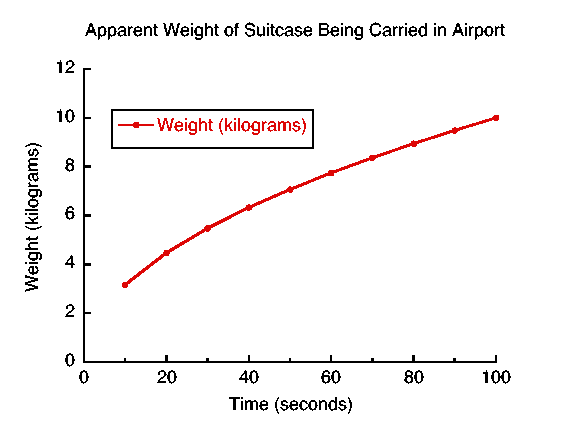 Apparent Weight of Suitcase Being Carried in Airport
12
10
Weight (kilograms)
8
6
4
2
0
Weight (kilograms)
0 20 40 60 80 100
Time (seconds)